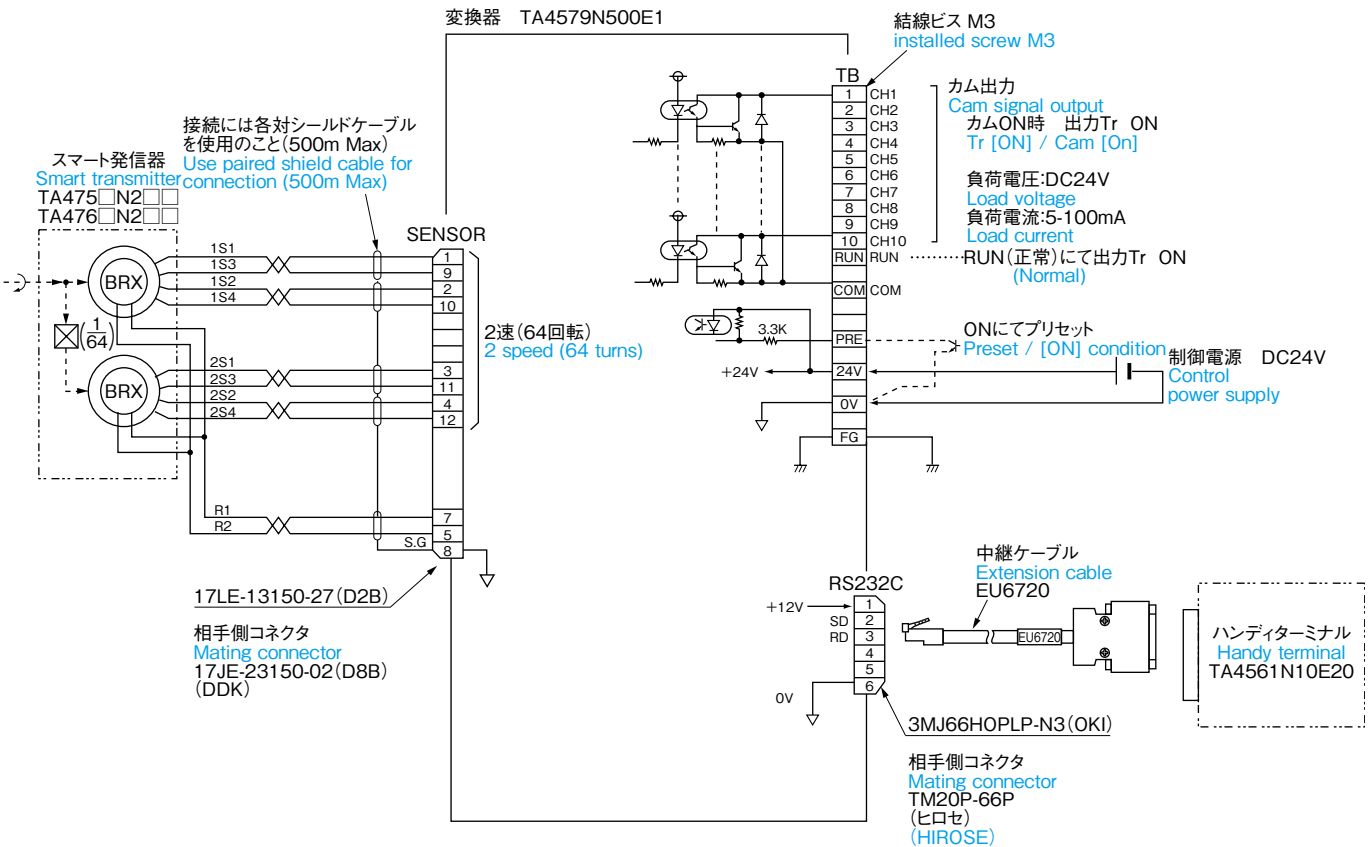 変換器 TA4579N500E1
結線ビス M3
installed screw M3
TB
1 CH1
2 CH2
3 CH3
4 CH4
5 CH5
6 CH6
7 CH7
8 CH8
9 CH9
10 CH10
RUN RUN
COM COM
PRE
24V
0V
FG
カム出力
Cam signal output
カムON時 出力Tr ON
Tr [ON] / Cam [On]
負荷電圧:DC24V
Load voltage
負荷電流:5-100mA
Load current
RUN(正常)にて出力Tr ON
(Normal)
3.3K
+24V
ONにてプリセット
Preset / [ON] condition
制御電源 DC24V
Control
power supply
接続には各対シールドケーブル
を使用のこと(500m Max)
Use paired shield cable for
connection (500m Max)
スマート発信器
Smart transmitter
TA475□N2□□
TA476□N2□□
BRX
(1/64)
BRX
SENSOR
1S1 1
1S3 9
1S2 2
1S4 10
2S1 3
2S3 11
2S2 4
2S4 12
R1 7
R2 5
S.G 8
2速(64回転)
2 speed (64 turns)
17LE-13150-27(D2B)
相手側コネクタ
Mating connector
17JE-23150-02(D8B)
(DDK)
RS232C
+12V 1
SD 2
RD 3
4
5
6
0V
中継ケーブル
Extension cable
EU6720
EU6720
ハンディターミナル
Handy terminal
TA4561N10E20
3MJ66HOPLP-N3(OKI)
相手側コネクタ
Mating connector
TM20P-66P
(ヒロセ)
(HIROSE)